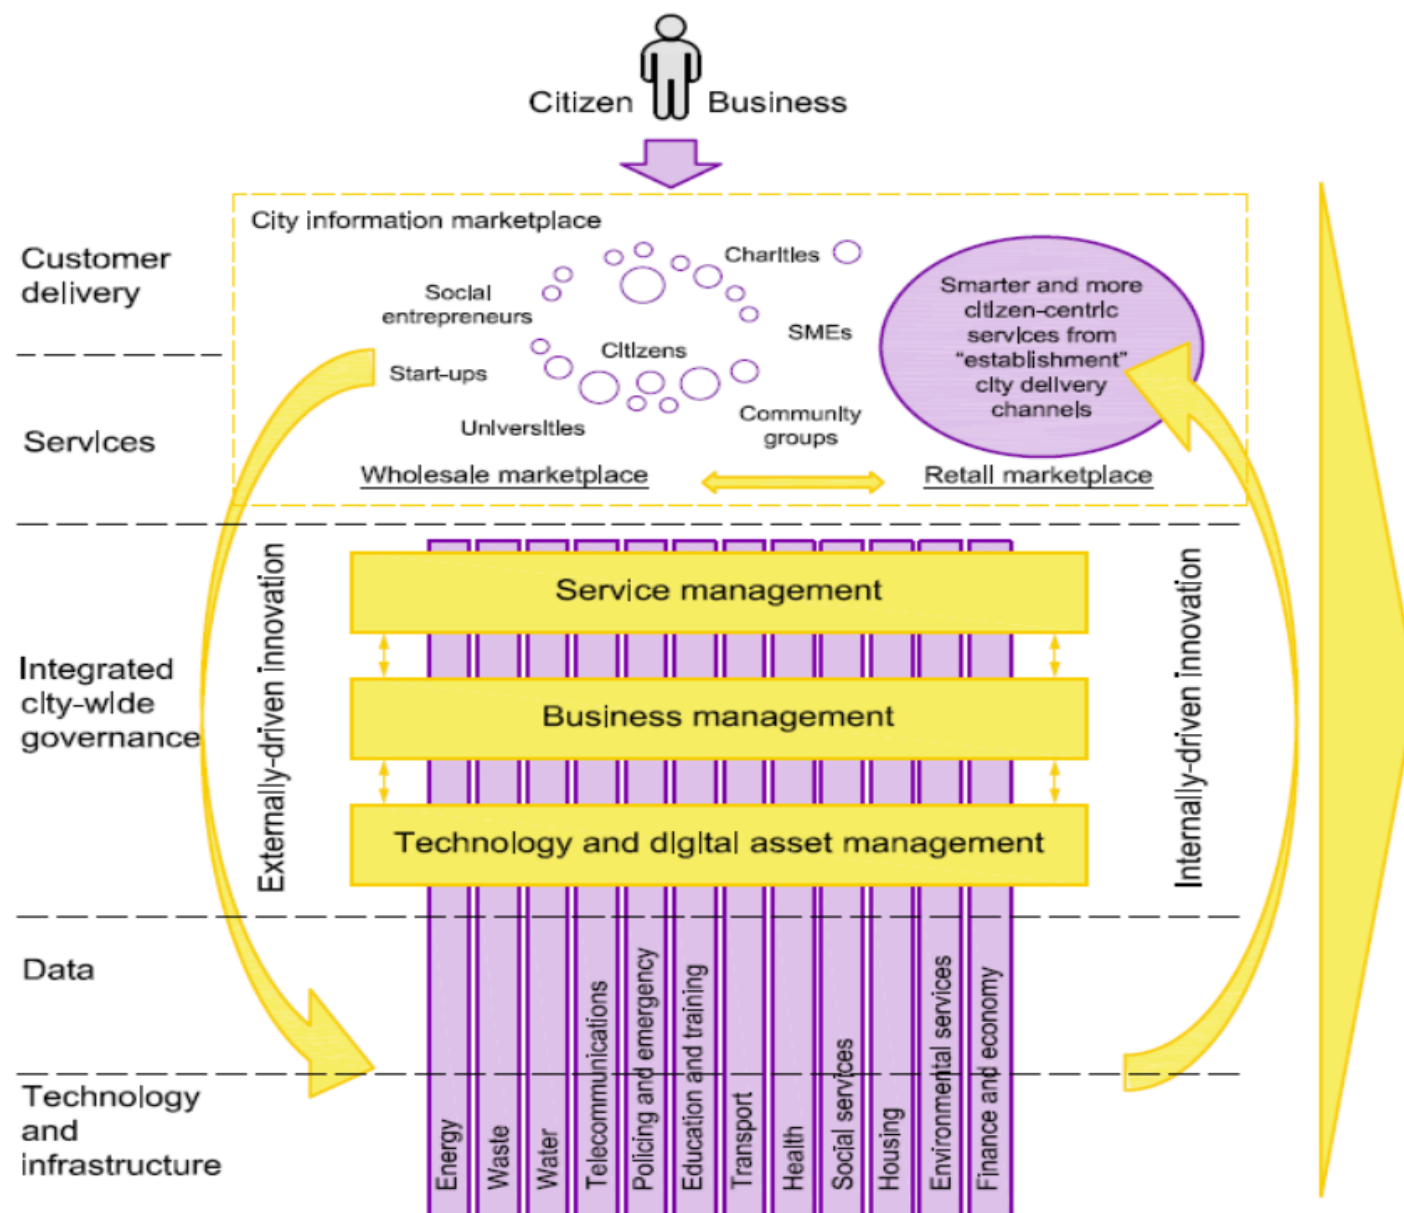 Citizen Business
City information marketplace
Customer
delivery
Charities
Social
entrepreneurs
SMEs
Citizens
Start-ups
Smarter and more
citizen-centric
services from
“establishment”
city delivery
channels
Services
Universities
Community
groups
Wholesale marketplace
Retail marketplace
Externally-driven innovation
Internally-driven innovation
Service management
Integrated
city-wide
governance
Business management
Technology and digital asset management
Data
Technology
and
infrastructure
Energy
Waste
Water
Telecommunications
Policing and emergency
Education and training
Transport
Health
Social services
Housing
Environmental services
Finance and economy